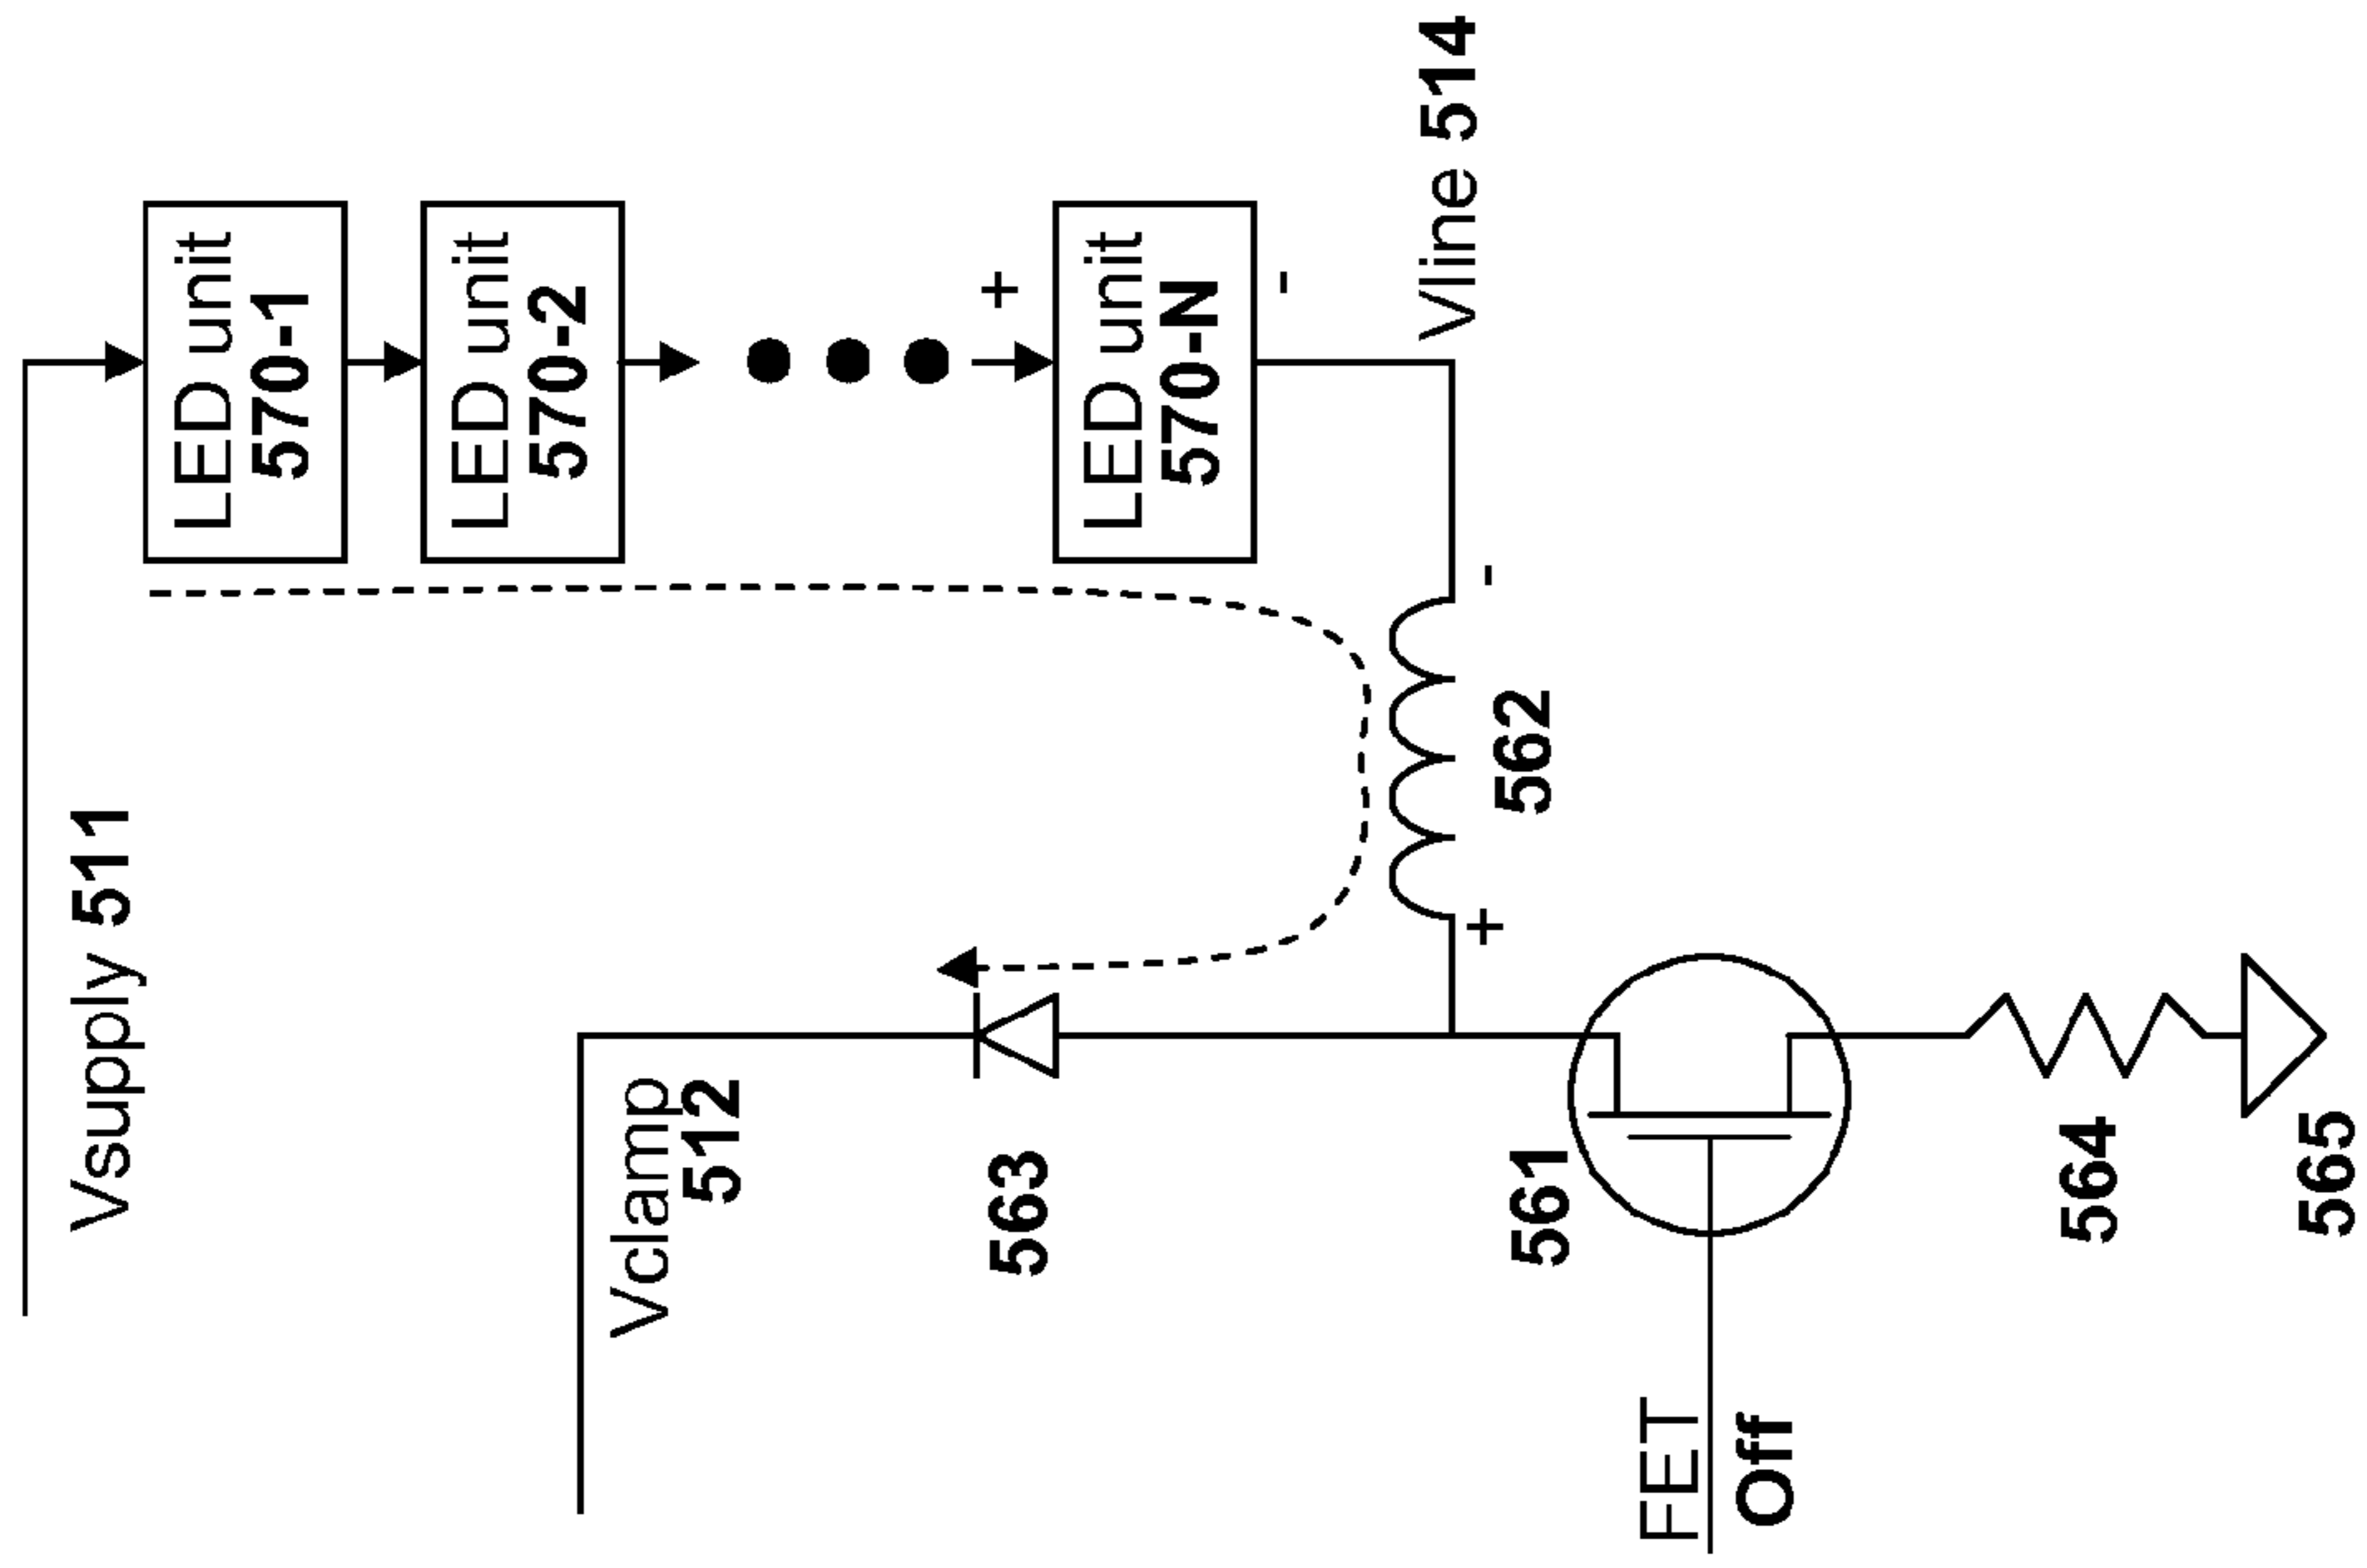 Vsupply 511
LED unit
570-1
LED unit
570-2
+
LED unit
570-N
-
Vline 514
Vclamp
512
563
-
562
+
561
FET
Off
564
565